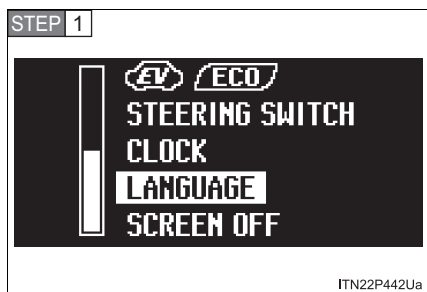 STEP 1
EV ECO
STEERING SWITCH
CLOCK
LANGUAGE
SCREEN OFF
ITN22P442Ua